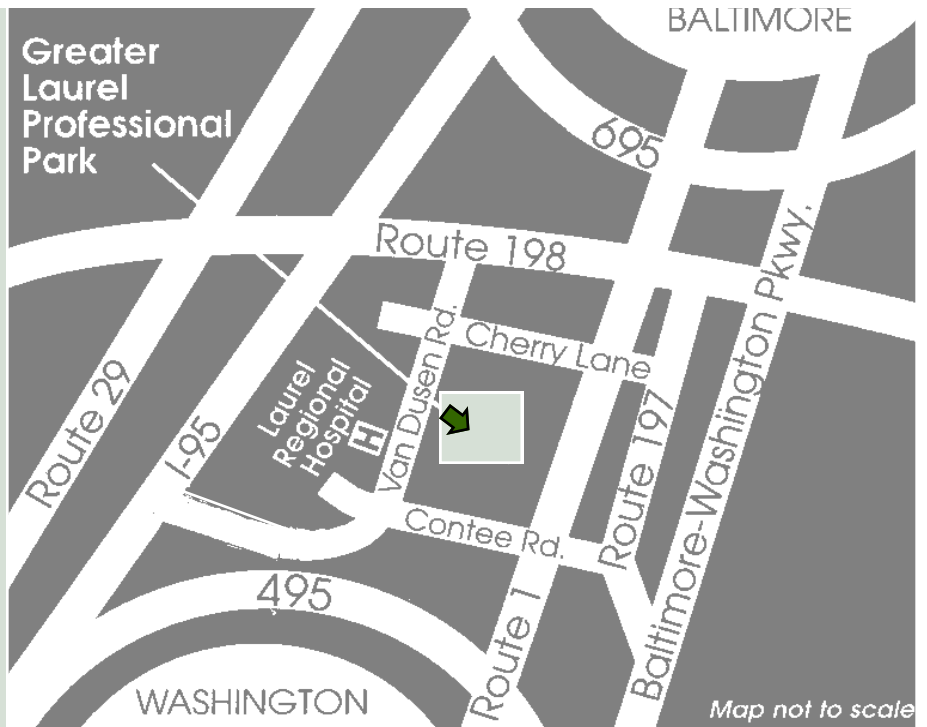 BALTIMORE
Greater
Laurel
Professional
Park
695
Route 198
Baltimore-Washington Pkwy.
Cherry Lane
Van Dusen Rd.
Laurel
Regional
Hospital
H
Route 29
I-95
Route 197
Contee Rd.
495
Route 1
WASHINGTON
Map not to scale